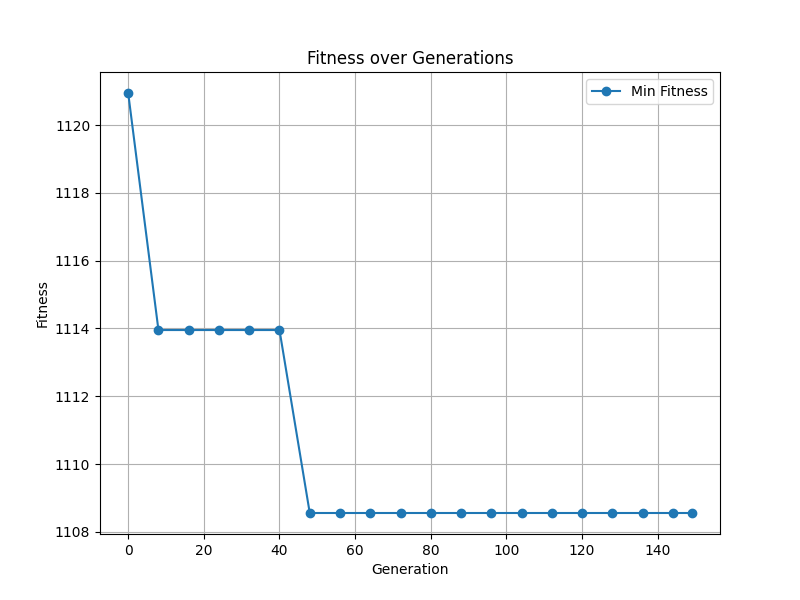 Fitness over Generations
Min Fitness
Fitness
1120
1118
1116
1114
1112
1110
1108
0 20 40 60 80 100 120 140
Generation